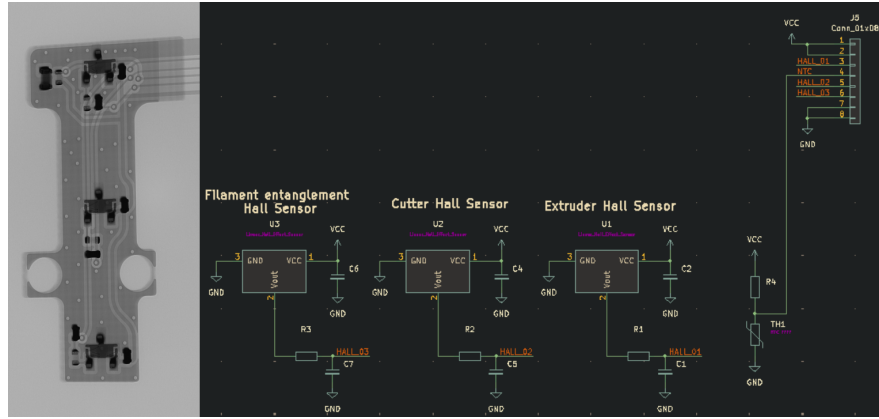 J5
Conn_01x08
VCC
1
2
HALL_01 3
NTC 4
HALL_02 5
HALL_03 6
7
8
GND
Filament entanglement
Hall Sensor
Cutter Hall Sensor
Extruder Hall Sensor
U3
U2
U1
VCC
VCC
VCC
VCC
3 GND VCC 1
3 GND VCC 1
3 GND VCC 1
Vout
Vout
Vout
2
2
2
C6
C4
C2
R4
GND
GND
GND
GND
GND
GND
R3
R2
R1
TH1
HALL_03
HALL_02
HALL_01
C7
C5
C1
GND
GND
GND
GND